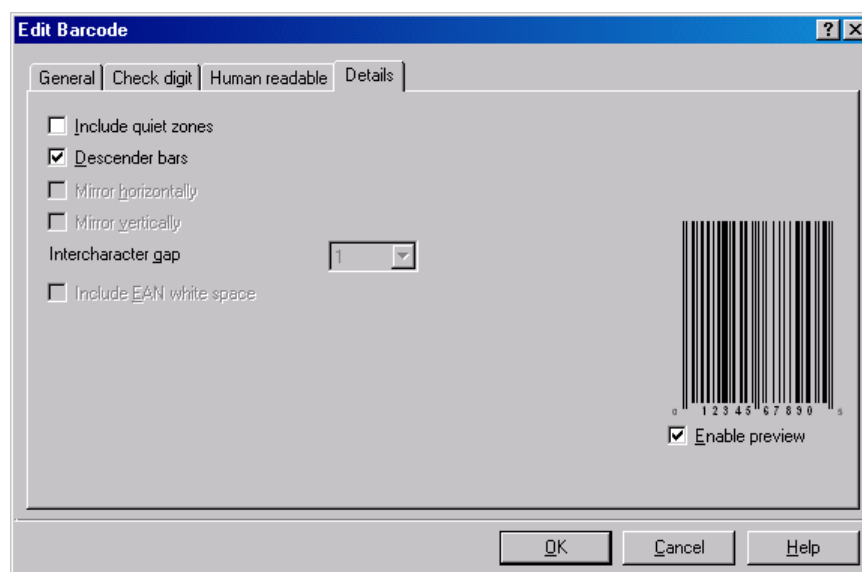 Edit Barcode
General Check digit Human readable Details
Include quiet zones
Descender bars
Mirror horizontally
Mirror vertically
Intercharacter gap 1
Include EAN white space
0 12345 67890 5
Enable preview
OK Cancel Help